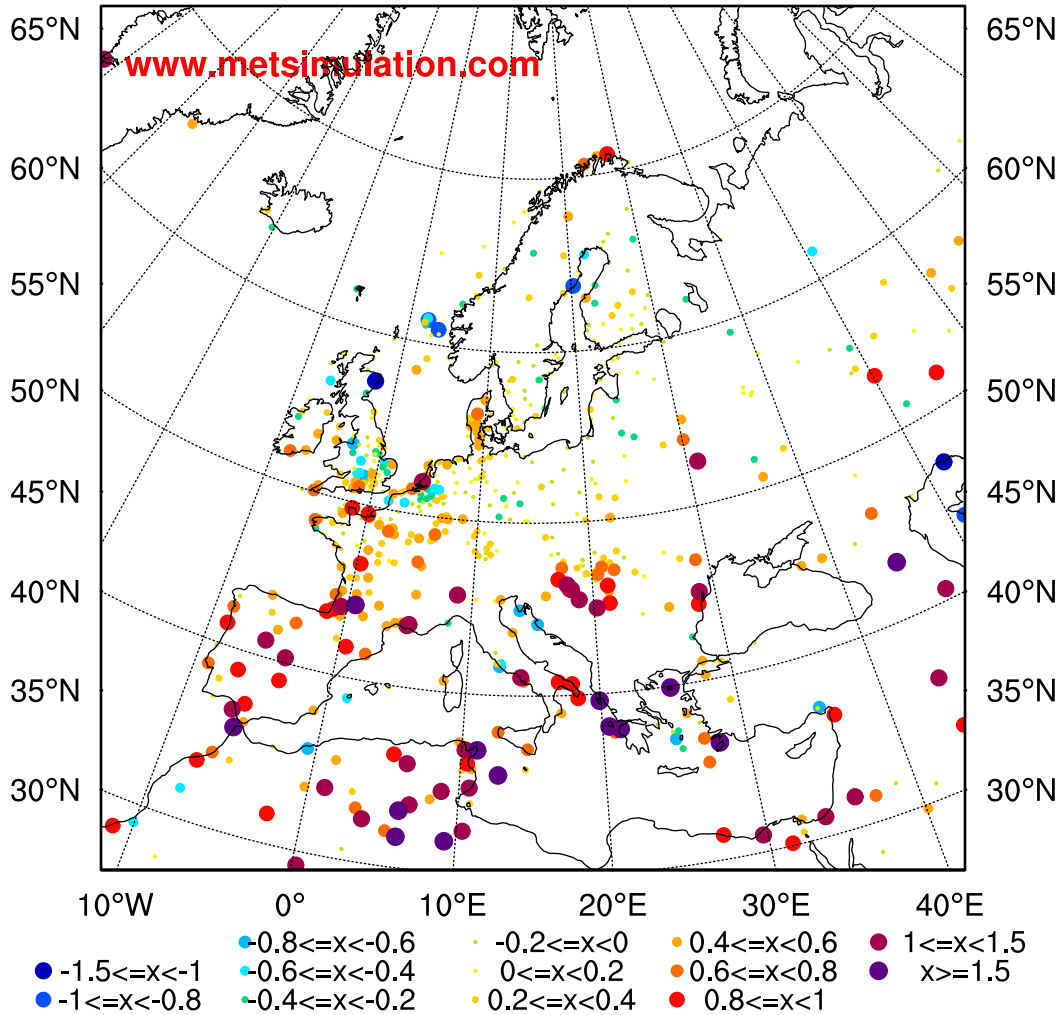 65°N 65°N
www.metsimulation.com
60°N 60°N
55°N 55°N
50°N 50°N
45°N 45°N
40°N 40°N
35°N 35°N
30°N 30°N
10°W 0° 10°E 20°E 30°E 40°E
-0.8<=x<-0.6 -0.2<=x<0 0.4<=x<0.6 1<=x<1.5
-1.5<=x<-1 -0.6<=x<-0.4 0<=x<0.2 0.6<=x<0.8 x>=1.5
-1<=x<-0.8 -0.4<=x<-0.2 0.2<=x<0.4 0.8<=x<1